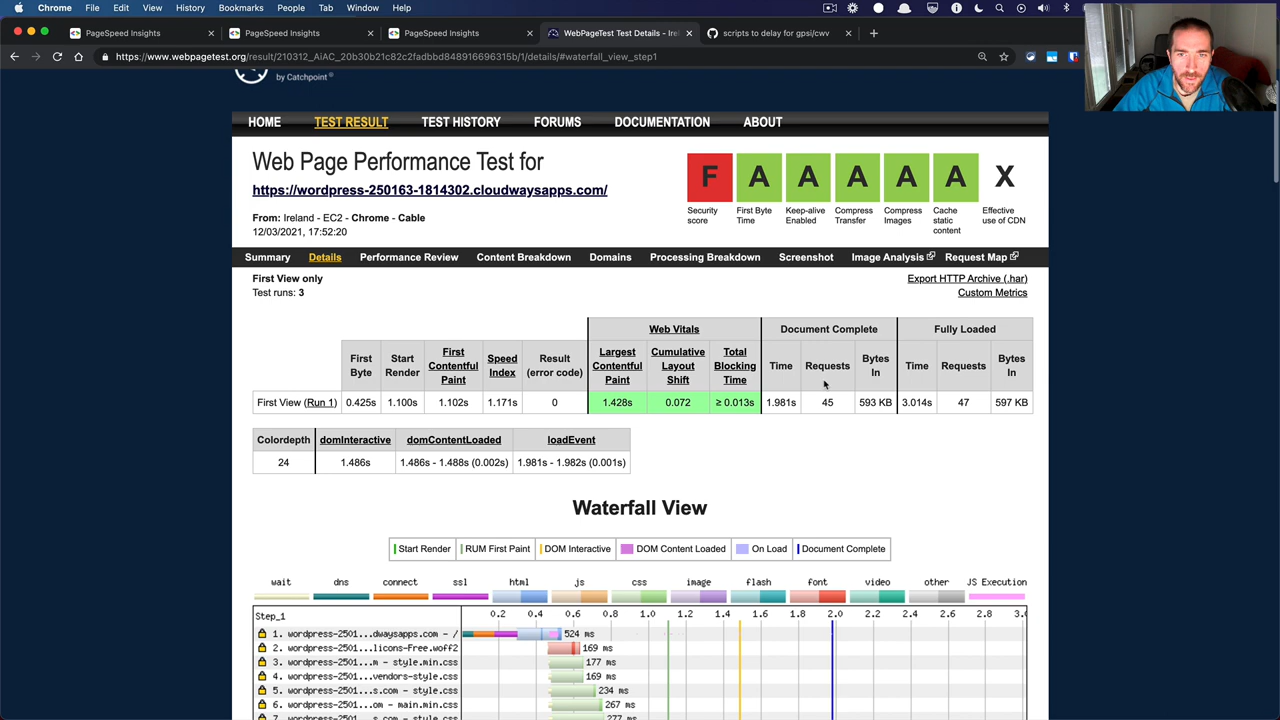 Chrome File Edit View History Bookmarks People Tab Window Help
PageSpeed Insights × PageSpeed Insights × PageSpeed Insights × WebPageTest Test Details - Ire × scripts to delay for gpsi/cwv × +
https://www.webpagetest.org/result/210312_AiAC_20b30b21c82c2fadbbd848916696315b/1/details/#waterfall_view_step1
by Catchpoint®
HOME TEST RESULT TEST HISTORY FORUMS DOCUMENTATION ABOUT
Web Page Performance Test for
https://wordpress-250163-1814302.cloudwaysapps.com/
F A A A A A X
Security score
First Byte Time
Keep-alive Enabled
Compress Transfer
Compress Images
Cache static content
Effective use of CDN
From: Ireland - EC2 - Chrome - Cable
12/03/2021, 17:52:20
Summary Details Performance Review Content Breakdown Domains Processing Breakdown Screenshot Image Analysis Request Map
First View only
Test runs: 3
Export HTTP Archive (.har)
Custom Metrics
Web Vitals Document Complete Fully Loaded
First Byte Start Render First Contentful Paint Speed Index Result (error code) Largest Contentful Paint Cumulative Layout Shift Total Blocking Time Time Requests Bytes In Time Requests Bytes In
First View (Run 1) 0.425s 1.100s 1.102s 1.171s 0 1.428s 0.072 ≥ 0.013s 1.981s 45 593 KB 3.014s 47 597 KB
Colordepth domInteractive domContentLoaded loadEvent
24 1.486s 1.486s - 1.488s (0.002s) 1.981s - 1.982s (0.001s)
Waterfall View
Start Render RUM First Paint DOM Interactive DOM Content Loaded On Load Document Complete
wait dns connect ssl html js css image flash font video other JS Execution
Step_1 0.2 0.4 0.6 0.8 1.0 1.2 1.4 1.6 1.8 2.0 2.2 2.4 2.6 2.8 3.0
1. wordpress-2501...dwaysapps.com - / 524 ms
2. wordpress-2501...licons-Free.woff2 169 ms
3. wordpress-2501...m - style.min.css 177 ms
4. wordpress-2501...vendors-style.css 169 ms
5. wordpress-2501...s.com - style.css 234 ms
6. wordpress-2501...om - main.min.css 267 ms
7. wordpress-2501...s.com - style.css 277 ms